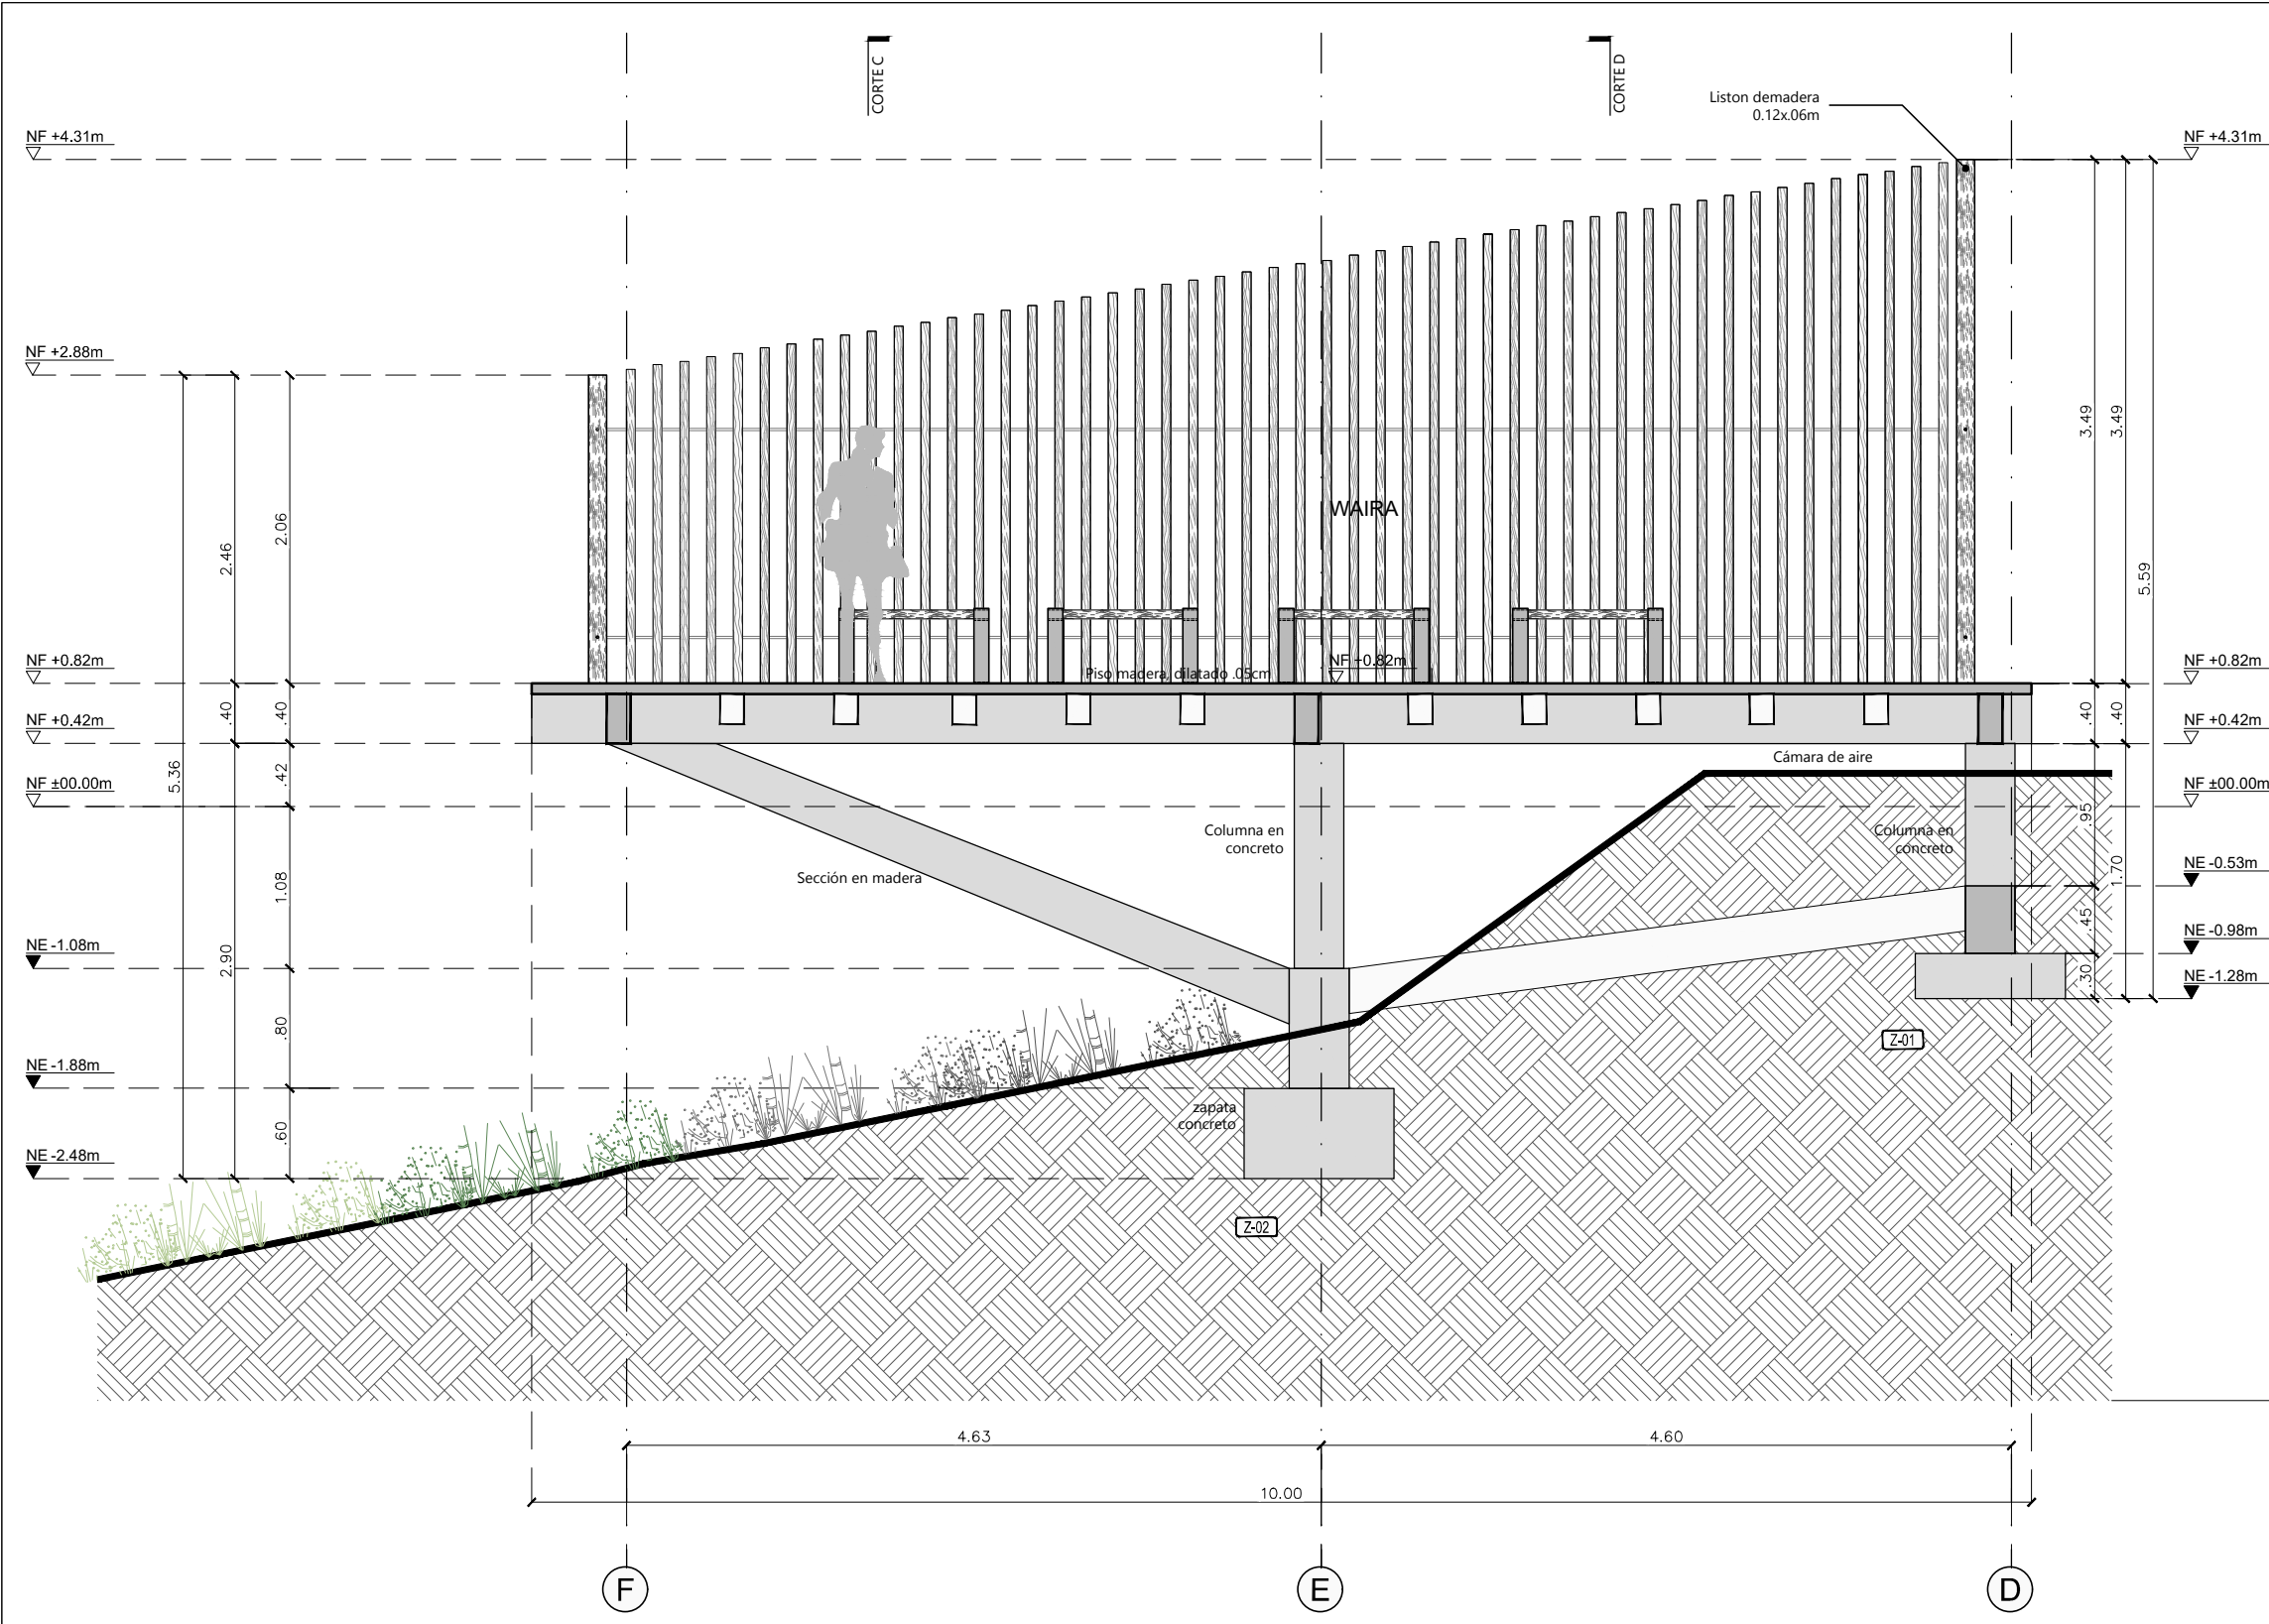 CORTE C
CORTE D
Liston demadera
0.12x.06m
NF +4.31m
NF +4.31m
NF +2.88m
3.49
3.49
WAIRA
2.06
2.46
5.59
NF +0.82m
Piso madera, dilatado .05cm
NF +0.82m
NF +0.82m
.40
.40
.40
.40
NF +0.42m
NF +0.42m
Cámara de aire
5.36
.42
NF ±00.00m
NF ±00.00m
.95
Columna en
concreto
Columna en
concreto
Sección en madera
1.08
1.70
NE -0.53m
.45
2.90
NE -1.08m
NE -0.98m
.30
NE -1.28m
.80
Z-01
NE -1.88m
zapata
concreto
.60
NE -2.48m
Z-02
4.63
4.60
10.00
F
E
D